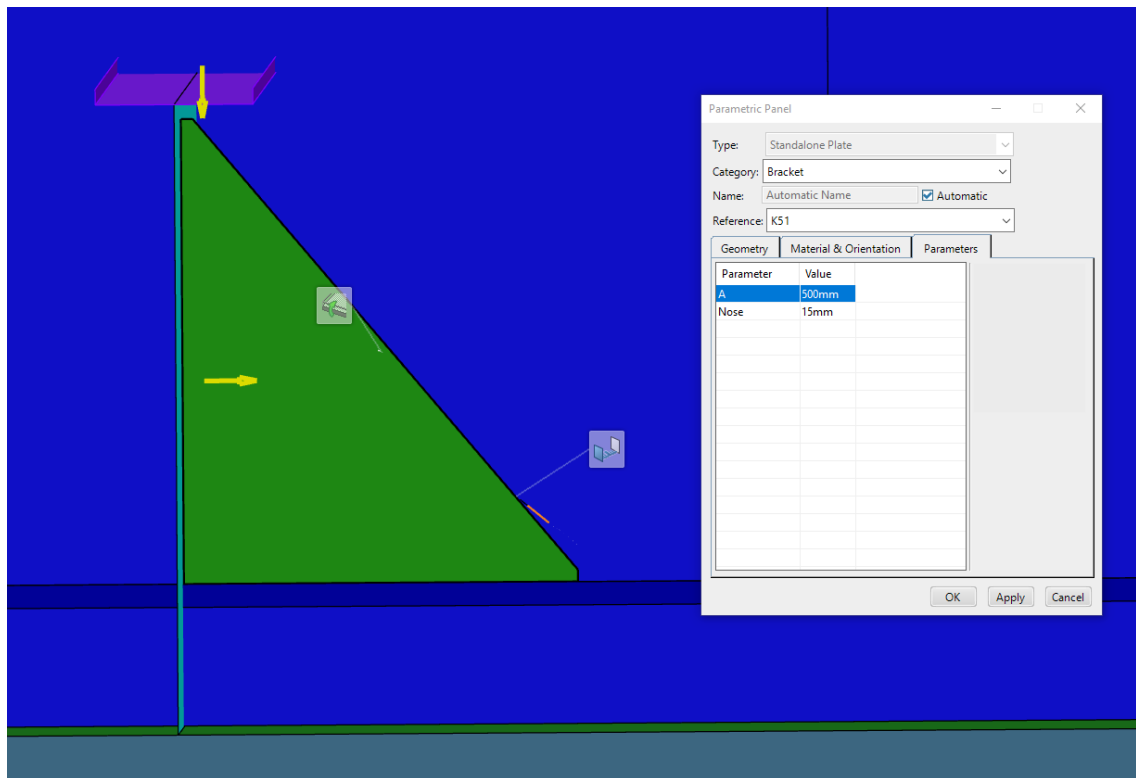 Parametric Panel
Type: Standalone Plate
Category: Bracket
Name: Automatic Name Automatic
Reference: K51
Geometry Material & Orientation Parameters
Parameter Value
A 500mm
Nose 15mm
OK Apply Cancel